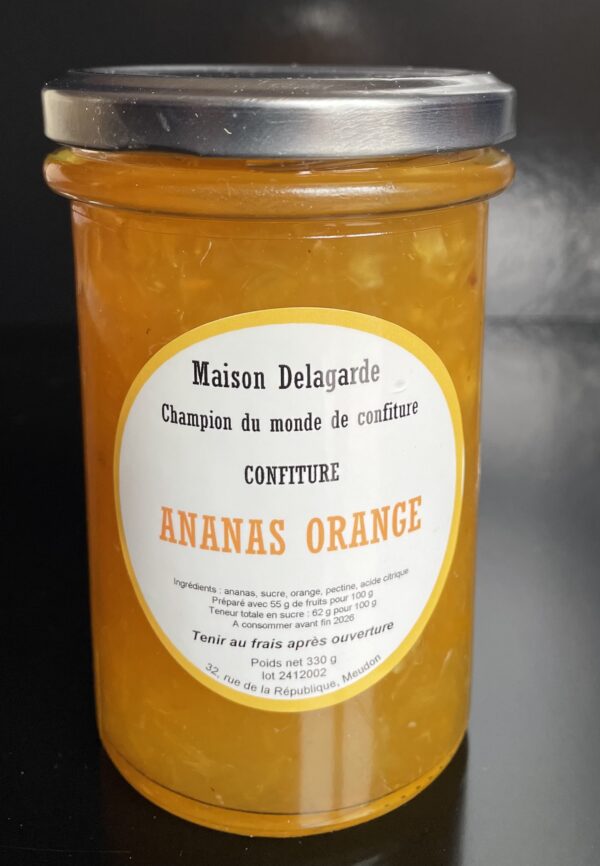 Maison Delagarde
Champion du monde de confiture
CONFITURE
ANANAS ORANGE
Ingrédients : ananas, sucre, orange, pectine, acide citrique
Préparé avec 55 g de fruits pour 100 g
Teneur totale en sucre : 62 g pour 100 g
A consommer avant fin 2026
Tenir au frais après ouverture
Poids net 330 g
lot 2412002
32, rue de la République, Meudon